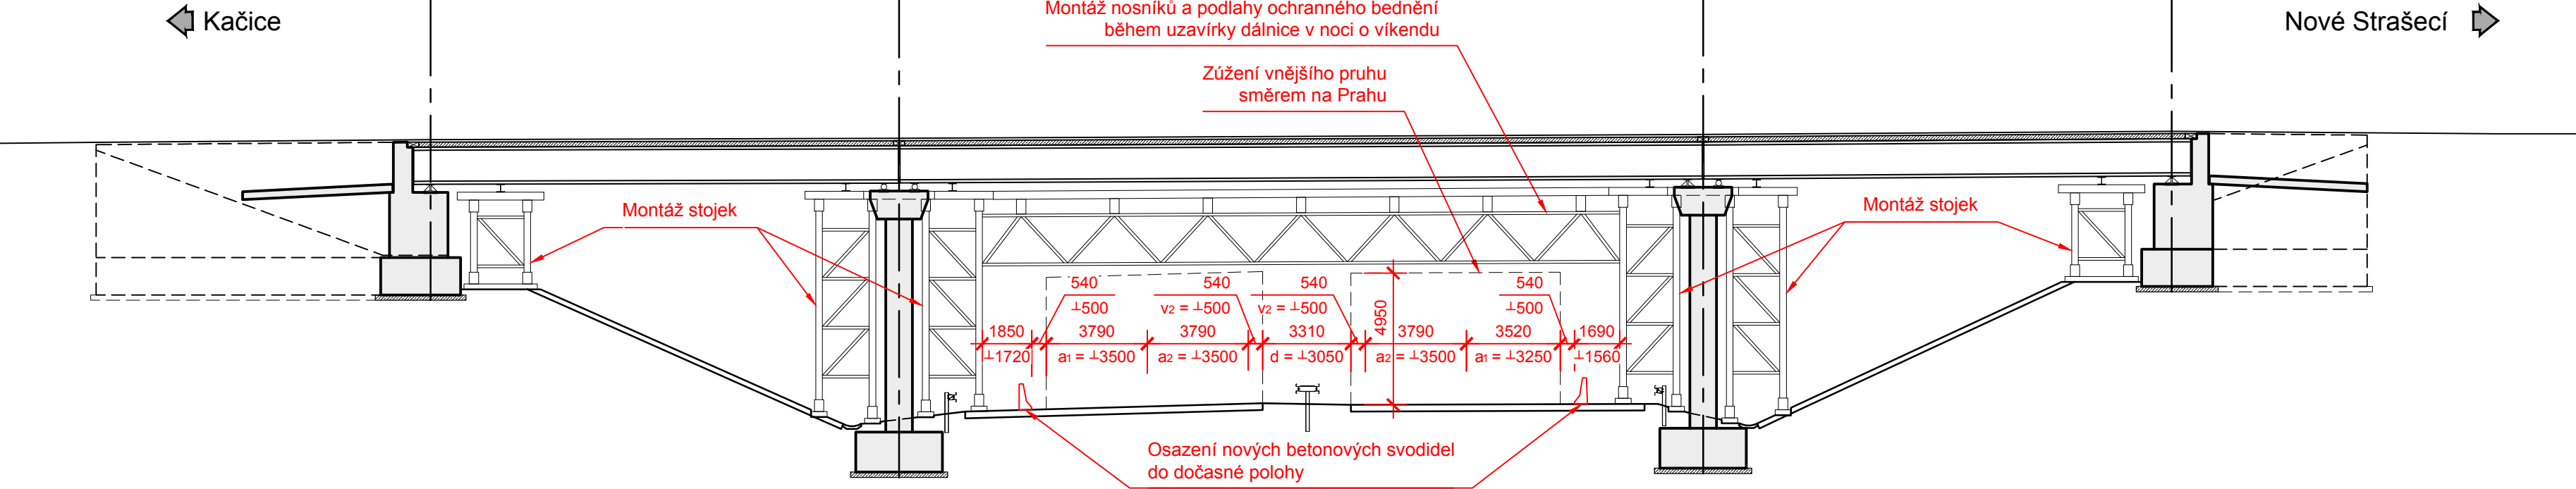 Kačice
Montáž nosníků a podlahy ochranného bednění
během uzavírky dálnice v noci o víkendu
Nové Strašecí
Zúžení vnějšího pruhu
směrem na Prahu
Montáž stojek
Montáž stojek
540
540
540
540
⊥500
v2 = ⊥500
v2 = ⊥500
⊥500
4950
1850
3790
3790
3310
3790
3520
1690
⊥1720
a1 = ⊥3500
a2 = ⊥3500
d = ⊥3050
a2 = ⊥3500
a1 = ⊥3250
⊥1560
Osazení nových betonových svodidel
do dočasné polohy